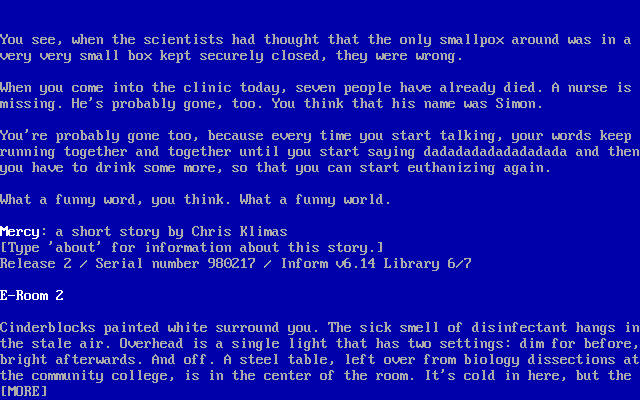 You see, when the scientists had thought that the only smallpox around was in a
very very small box kept securely closed, they were wrong.
When you come into the clinic today, seven people have already died. A nurse is
missing. He's probably gone, too. You think that his name was Simon.
You're probably gone too, because every time you start talking, your words keep
running together and together until you start saying dadadadadadadadada and then
you have to drink some more, so that you can start euthanizing again.
What a funny word, you think. What a funny world.
Mercy: a short story by Chris Klimas
[Type 'about' for information about this story.]
Release 2 / Serial number 980217 / Inform v6.14 Library 6/7
E-Room 2
Cinderblocks painted white surround you. The sick smell of disinfectant hangs in
the stale air. Overhead is a single light that has two settings: dim for before,
bright afterwards. And off. A steel table, left over from biology dissections at
the community college, is in the center of the room. It's cold in here, but the
[MORE]